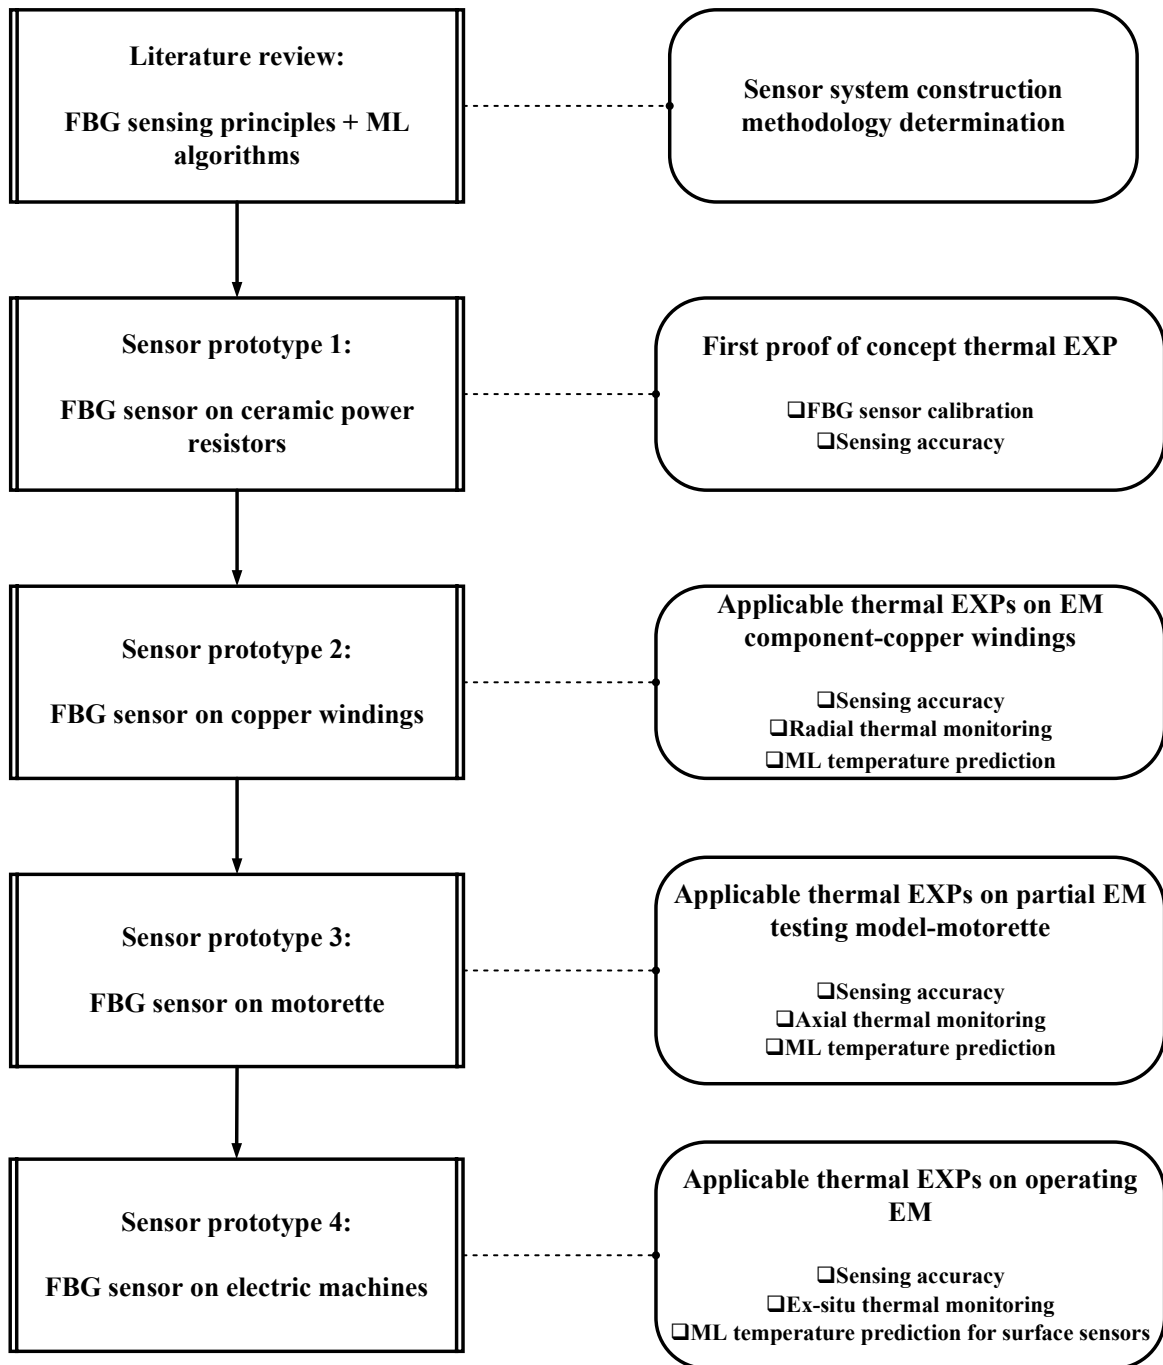 Literature review:
FBG sensing principles + ML
algorithms
Sensor system construction
methodology determination
Sensor prototype 1:
FBG sensor on ceramic power
resistors
First proof of concept thermal EXP
❑FBG sensor calibration
❑Sensing accuracy
Sensor prototype 2:
FBG sensor on copper windings
Applicable thermal EXPs on EM
component-copper windings
❑Sensing accuracy
❑Radial thermal monitoring
❑ML temperature prediction
Sensor prototype 3:
FBG sensor on motorette
Applicable thermal EXPs on partial EM
testing model-motorette
❑Sensing accuracy
❑Axial thermal monitoring
❑ML temperature prediction
Sensor prototype 4:
FBG sensor on electric machines
Applicable thermal EXPs on operating
EM
❑Sensing accuracy
❑Ex-situ thermal monitoring
❑ML temperature prediction for surface sensors